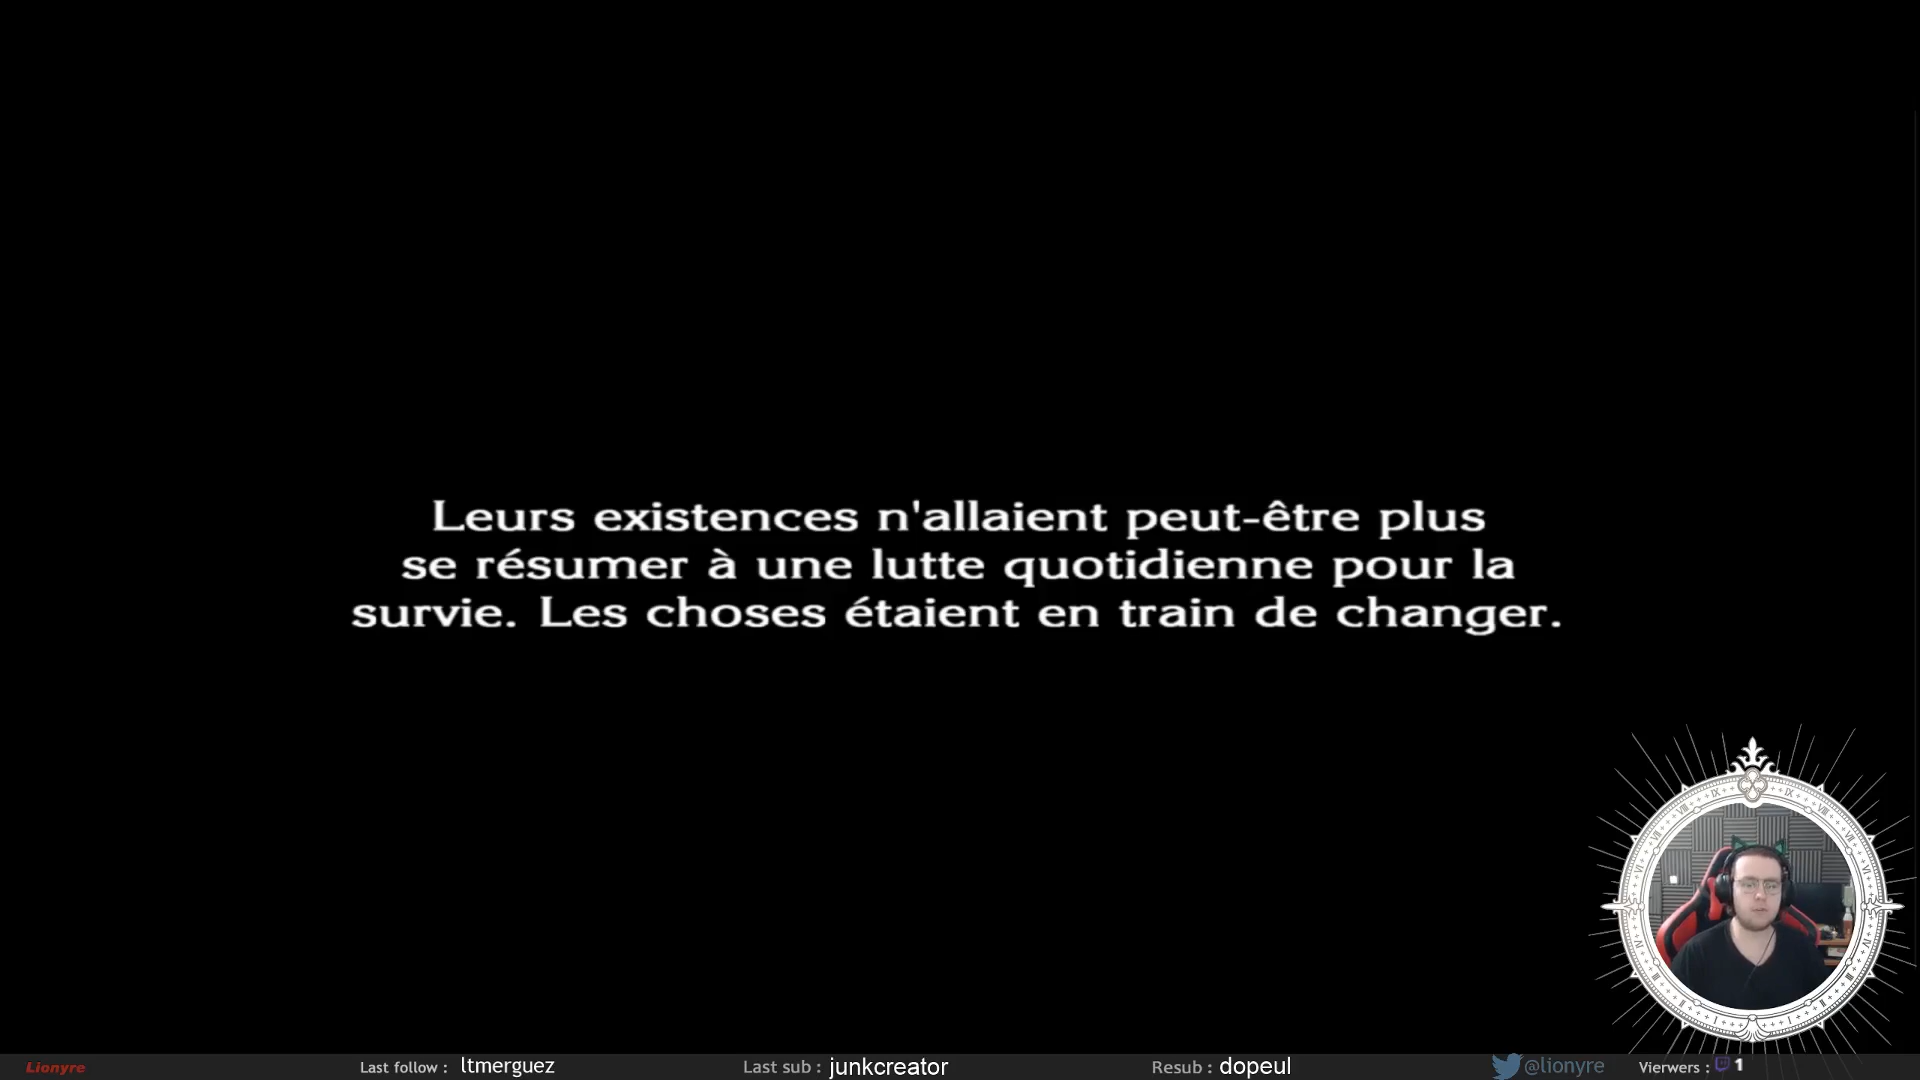 Leurs existences n'allaient peut-être plus
se résumer à une lutte quotidienne pour la
survie. Les choses étaient en train de changer.
Lionyre
Last follow : ltmerguez
Last sub : junkcreator
Resub : dopeul
@lionyre
Vierwers : 1